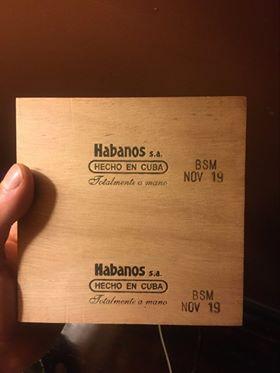 Habanos s.a.
HECHO EN CUBA
Totalmente a mano
BSM
NOV 19
Habanos s.a.
HECHO EN CUBA
Totalmente a mano
BSM
NOV 19